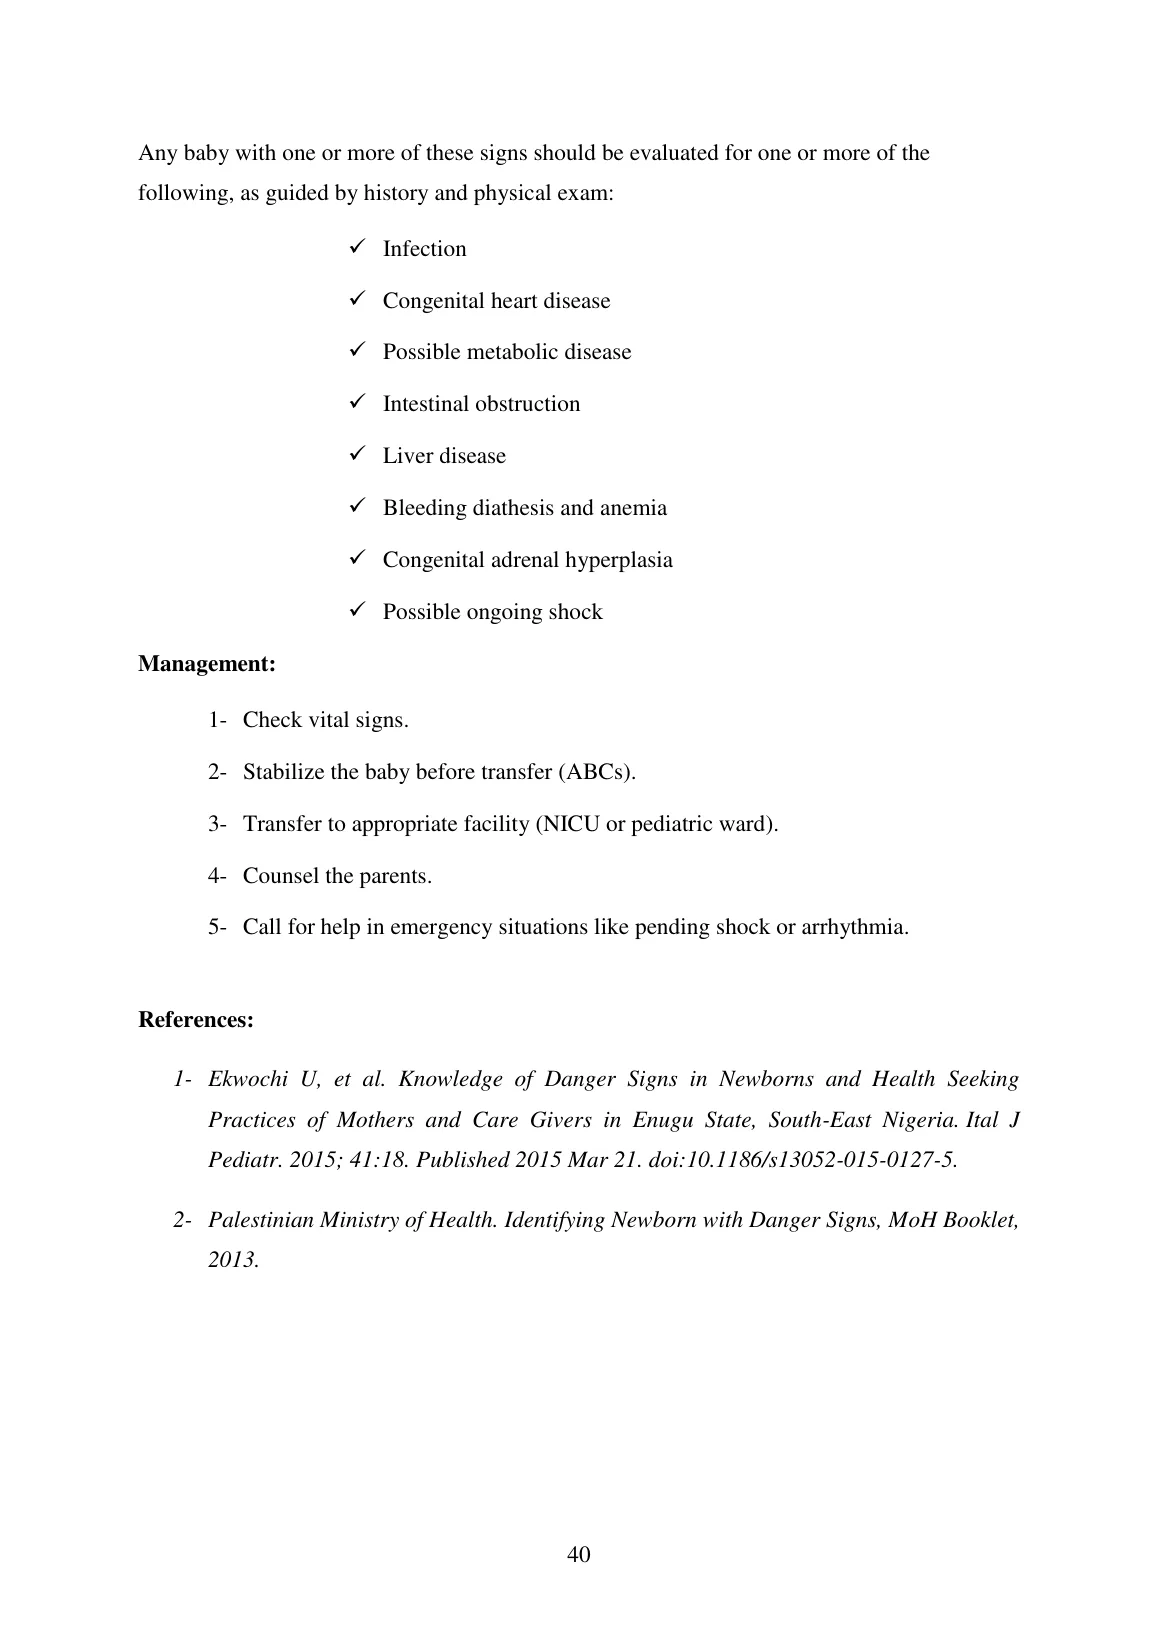 Any baby with one or more of these signs should be evaluated for one or more of the
following, as guided by history and physical exam:
✓ Infection
✓ Congenital heart disease
✓ Possible metabolic disease
✓ Intestinal obstruction
✓ Liver disease
✓ Bleeding diathesis and anemia
✓ Congenital adrenal hyperplasia
✓ Possible ongoing shock
Management:
1- Check vital signs.
2- Stabilize the baby before transfer (ABCs).
3- Transfer to appropriate facility (NICU or pediatric ward).
4- Counsel the parents.
5- Call for help in emergency situations like pending shock or arrhythmia.
References:
1- Ekwochi U, et al. Knowledge of Danger Signs in Newborns and Health Seeking
Practices of Mothers and Care Givers in Enugu State, South-East Nigeria. Ital J
Pediatr. 2015; 41:18. Published 2015 Mar 21. doi:10.1186/s13052-015-0127-5.
2- Palestinian Ministry of Health. Identifying Newborn with Danger Signs, MoH Booklet,
2013.
40